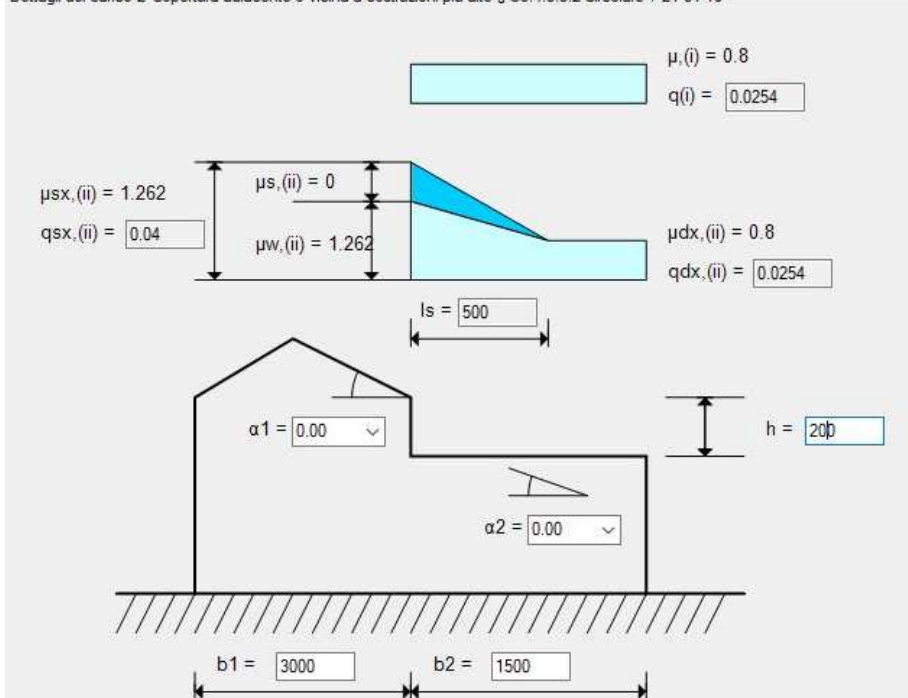 μ,(i) = 0.8
q(i) = 0.0254
μs,(ii) = 0
μsx,(ii) = 1.262
qsx,(ii) = 0.04
μw,(ii) = 1.262
μdx,(ii) = 0.8
qdx,(ii) = 0.0254
ls = 500
α1 = 0.00
h = 200
α2 = 0.00
b1 = 3000
b2 = 1500